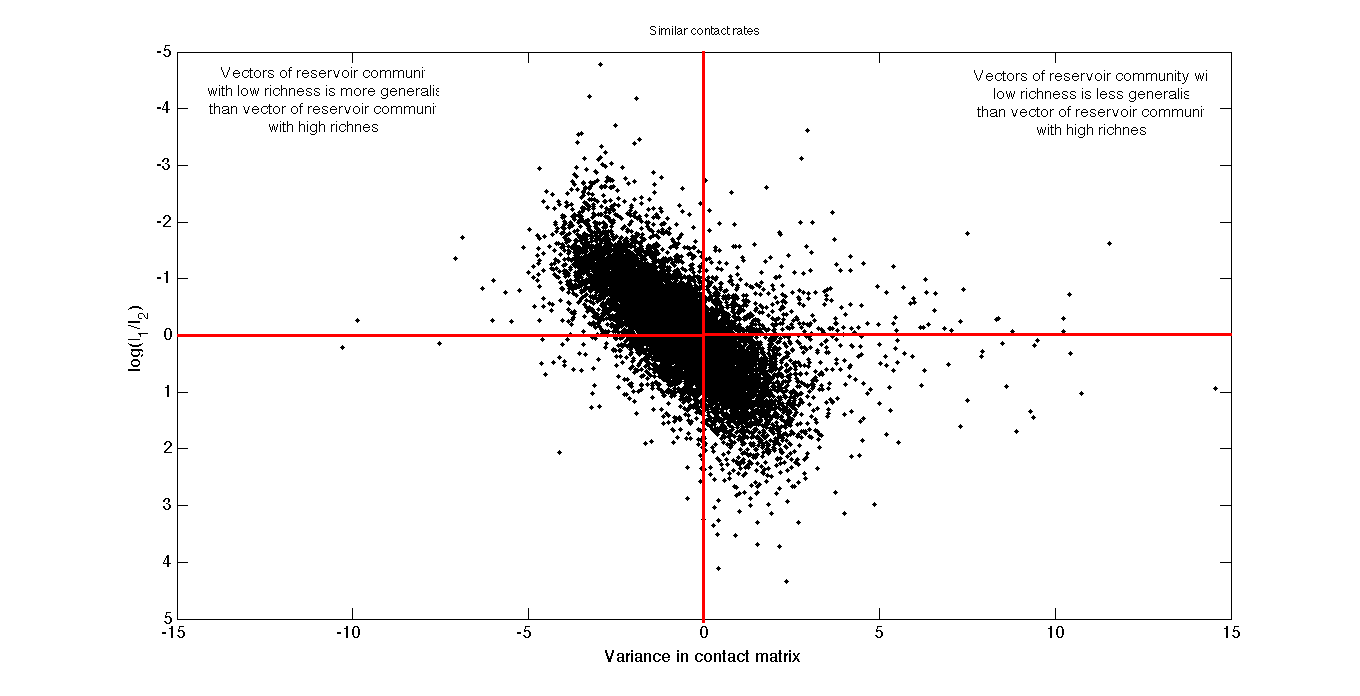 Similar contact rates
-5
Vectors of reservoir communi
with low richness is more generalis
than vector of reservoir communi
with high richnes
Vectors of reservoir community wi
low richness is less generalis
than vector of reservoir communi
with high richnes
-4
-3
-2
-1
0
1
2
3
4
5
log(I_1/I_2)
-15 -10 -5 0 5 10 15
Variance in contact matrix